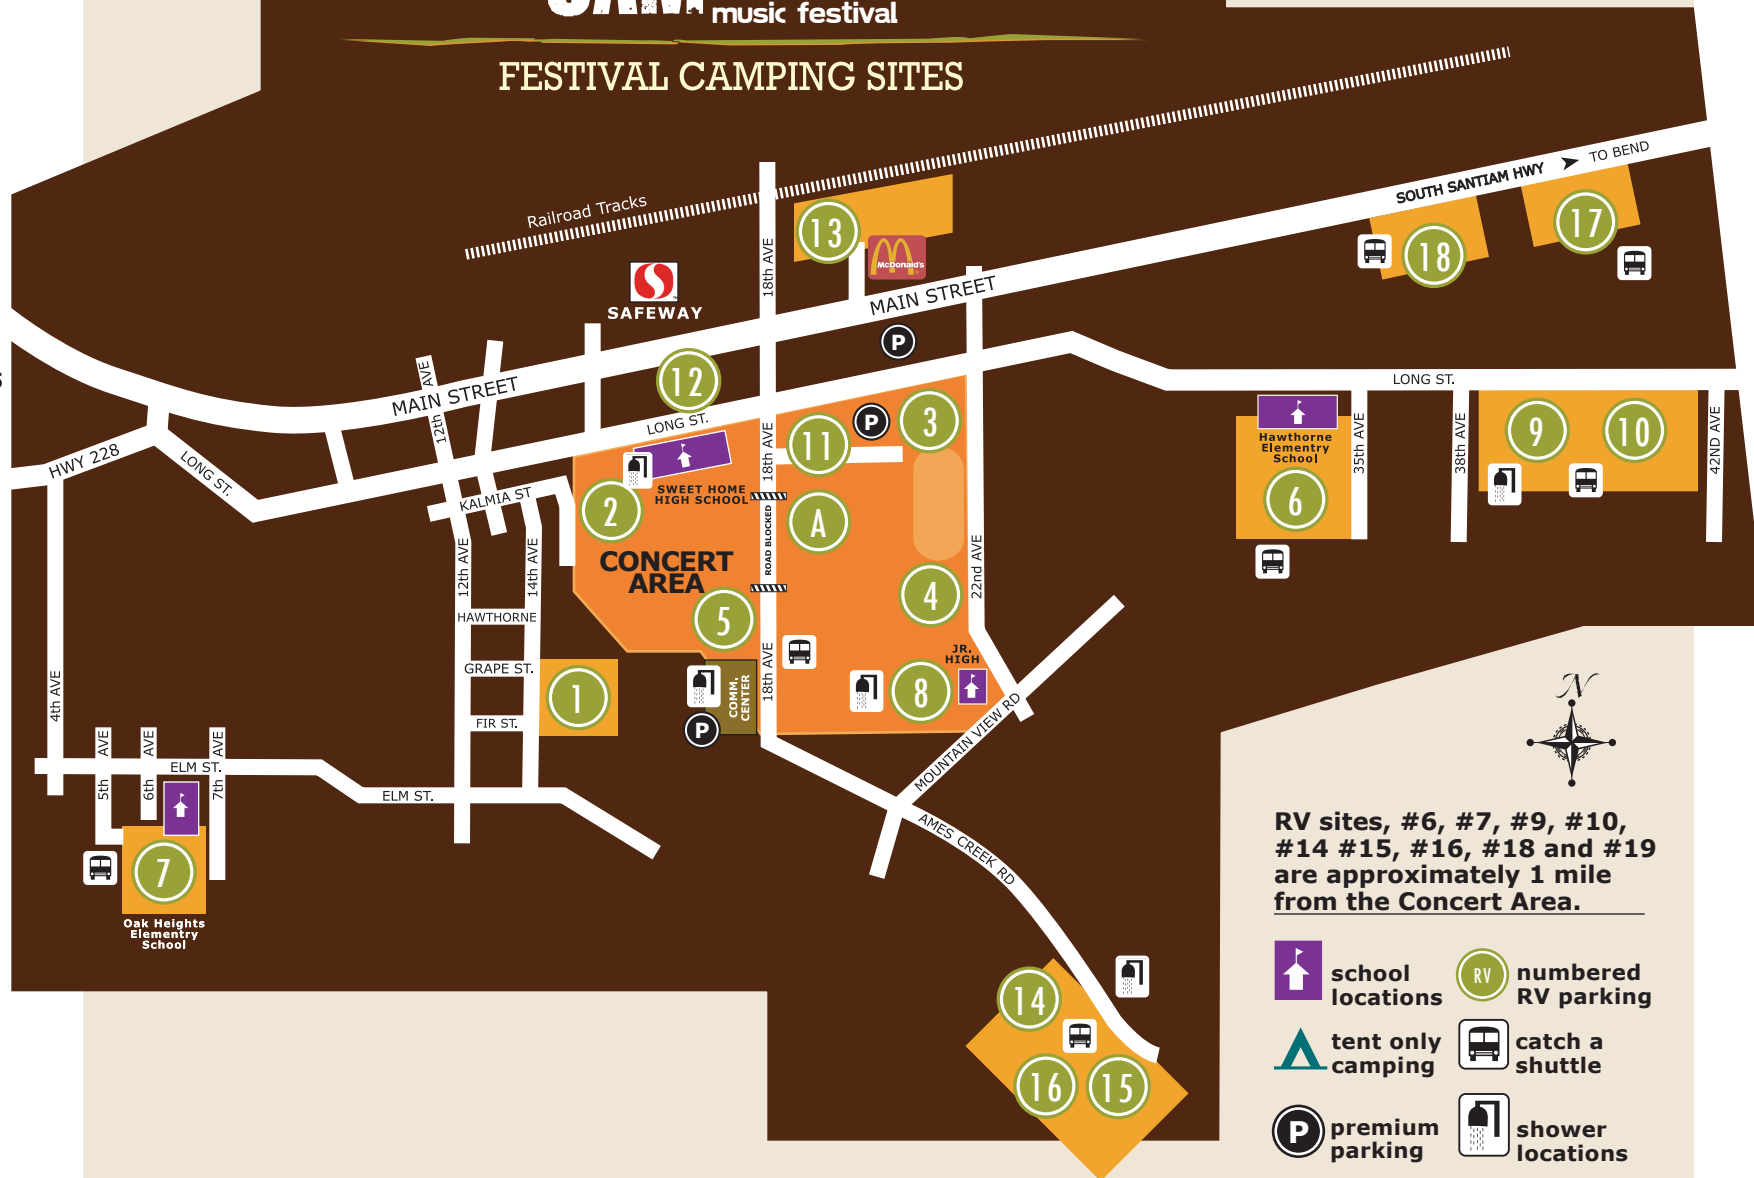 music festival
FESTIVAL CAMPING SITES
Railroad Tracks
SOUTH SANTIAM HWY
TO BEND
13
McDonald's
18th AVE
MAIN STREET
SAFEWAY
18
17
P
12
12th AVE
MAIN STREET
LONG ST.
LONG ST.
HWY 228
LONG ST.
KALMIA ST
2
SWEET HOME
HIGH SCHOOL
18th AVE
11
P
3
A
ROAD BLOCKED
CONCERT
AREA
5
4
22nd AVE
Hawthorne
Elementry
School
6
35th AVE
38th AVE
9
10
42ND AVE
12th AVE
14th AVE
HAWTHORNE
GRAPE ST.
FIR ST.
1
COMM.
CENTER
P
18th AVE
JR.
HIGH
8
MOUNTAIN VIEW RD
AMES CREEK RD
4th AVE
5th AVE
6th AVE
7th AVE
ELM ST.
ELM ST.
7
Oak Heights
Elementry
School
14
16
15
N
RV sites, #6, #7, #9, #10,
#14 #15, #16, #18 and #19
are approximately 1 mile
from the Concert Area.
school
locations
RV
numbered
RV parking
tent only
camping
catch a
shuttle
P
premium
parking
shower
locations